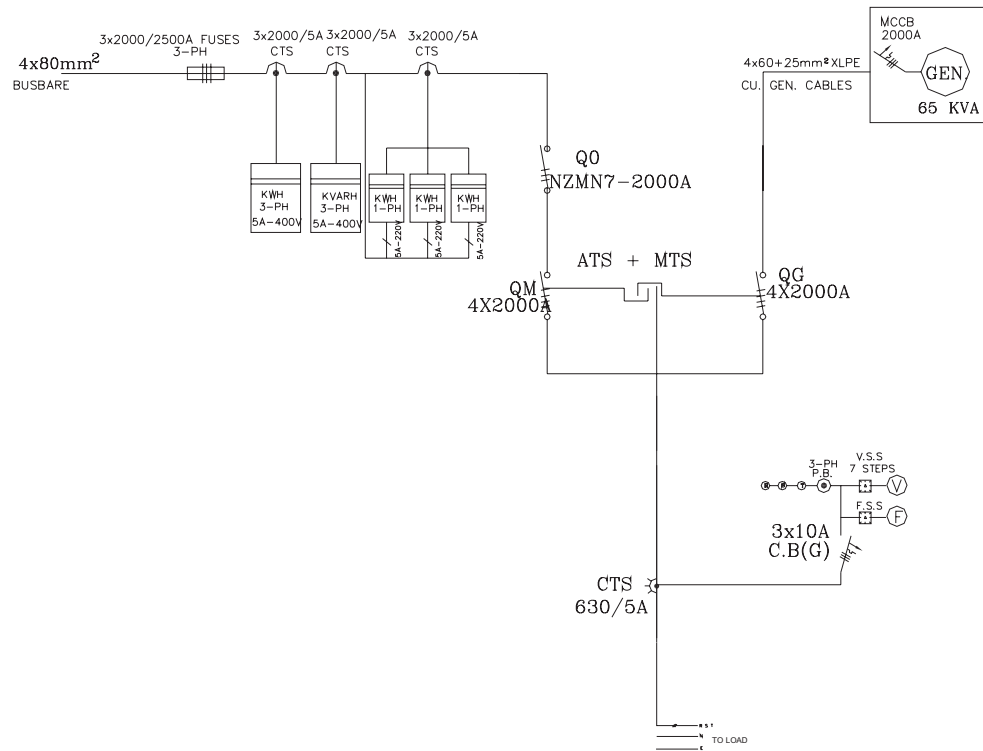 3x2000/2500A FUSES
3-PH
3x2000/5A
CTS
3x2000/5A
CTS
3x2000/5A
CTS
4x80mm²
BUSBARE
KWH
3-PH
5A-400V
KVARH
3-PH
5A-400V
KWH
1-PH
KWH
1-PH
KWH
1-PH
5A-220V
5A-220V
5A-220V
Q0
NZMN7-2000A
4x60+25mm² XLPE
CU. GEN. CABLES
MCCB
2000A
GEN.
65 KVA
ATS + MTS
QM
4X2000A
QG
4X2000A
3-PH
P.B.
V.S.S
7 STEPS
V
F.S.S
F
3x10A
C.B(G)
CTS
630/5A
R S T
N
E
TO LOAD